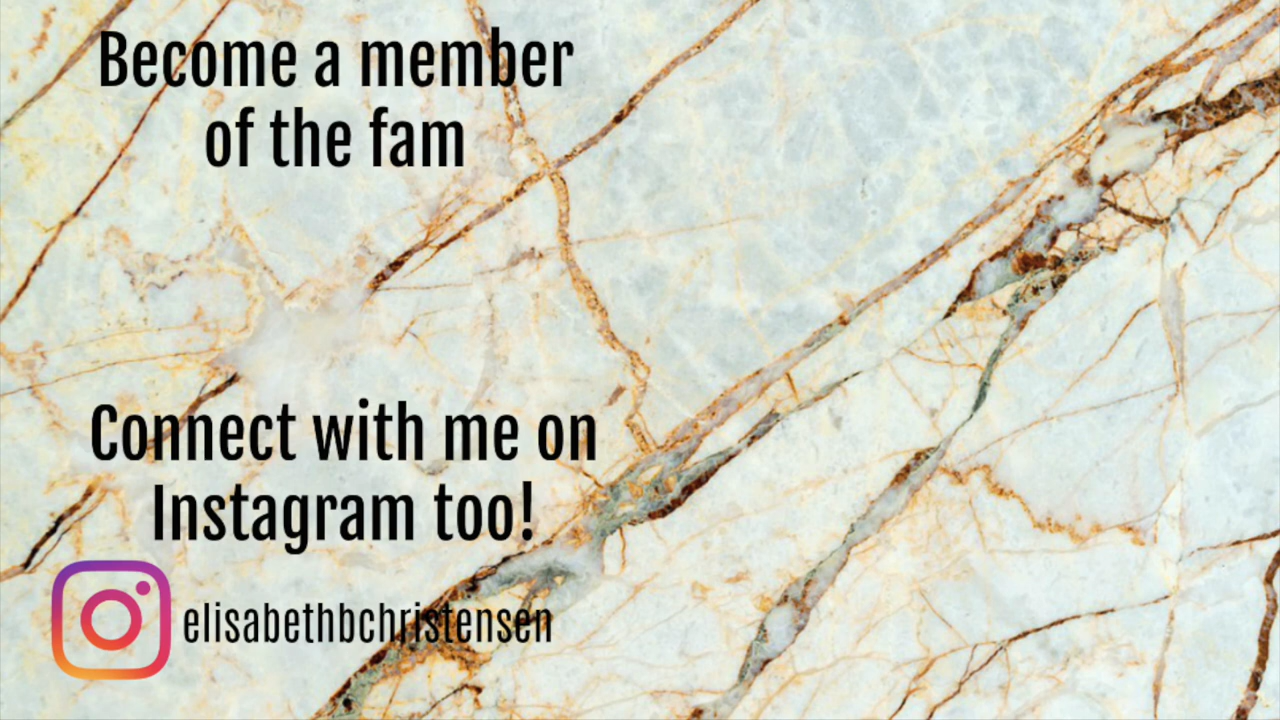 Become a member
of the fam
Connect with me on
Instagram too!
elisabethbchristensen